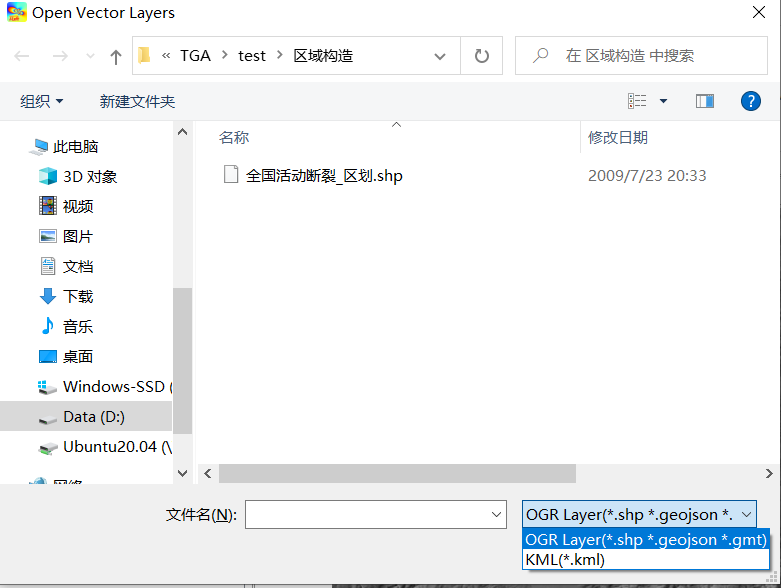 Open Vector Layers
« TGA > test > 区域构造
在 区域构造 中搜索
组织
新建文件夹
名称
修改日期
此电脑
3D 对象
视频
图片
文档
下载
音乐
桌面
Windows-SSD (
Data (D:)
Ubuntu20.04 (\
网络
全国活动断裂_区划.shp
2009/7/23 20:33
文件名(N):
OGR Layer(*.shp *.geojson *.
OGR Layer(*.shp *.geojson *.gmt)
KML(*.kml)